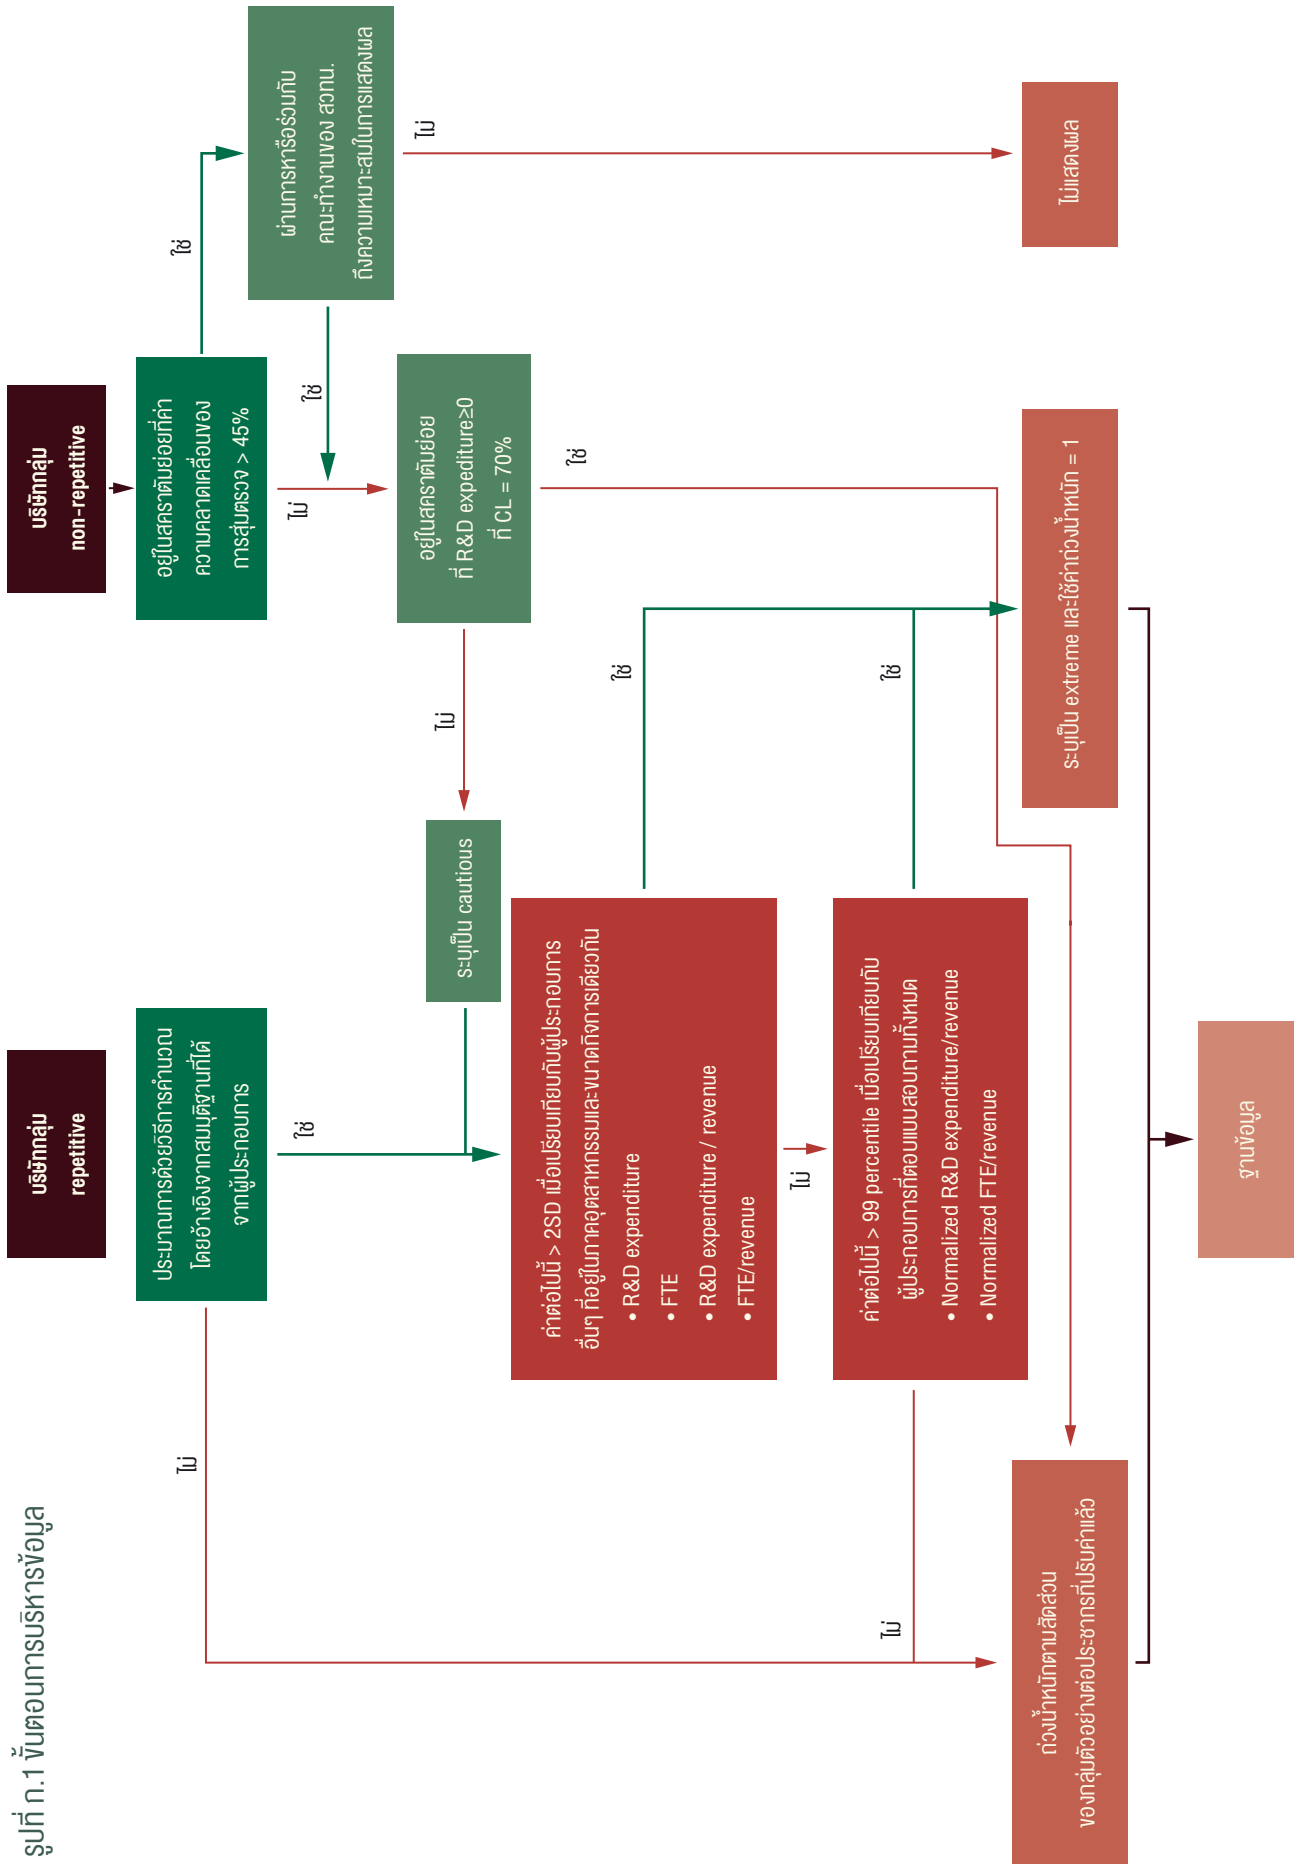 รูปที่ ก.1 ขั้นตอนการบริหารข้อมูล
บริษัทกลุ่ม
repetitive
บริษัทกลุ่ม
non-repetitive
ประมาณการด้วยวิธีการคำนวณ
โดยอ้างอิงจากสมมุติฐานที่ได้
จากผู้ประกอบการ
อยู่ในสคราตัมย่อยที่ค่า
ความคลาดเคลื่อนของ
การสุ่มตรวจ > 45%
ใช่
ผ่านการหารือร่วมกับ
คณะทำงานของ สวทน.
ถึงความเหมาะสมในการแสดงผล
ไม่
ใช่
ไม่
ใช่
ไม่
อยู่ในสคราตัมย่อย
ที่ R&D expediture≥0
ที่ CL = 70%
ไม่
ใช่
ระบุเป็น cautious
ค่าต่อไปนี้ > 2SD เมื่อเปรียบเทียบกับผู้ประกอบการ
อื่นๆ ที่อยู่ในภาคอุตสาหกรรมและขนาดกิจการเดียวกัน
• R&D expenditure
• FTE
• R&D expenditure / revenue
• FTE/revenue
ใช่
ไม่
ค่าต่อไปนี้ > 99 percentile เมื่อเปรียบเทียบกับ
ผู้ประกอบการที่ตอบแบบสอบถามทั้งหมด
• Normalized R&D expenditure/revenue
• Normalized FTE/revenue
ไม่
ใช่
ถ่วงน้ำหนักตามสัดส่วน
ของกลุ่มตัวอย่างต่อประชากรที่ปรับค่าแล้ว
ระบุเป็น extreme และใช้ค่าถ่วงน้ำหนัก = 1
ไม่แสดงผล
ฐานข้อมูล